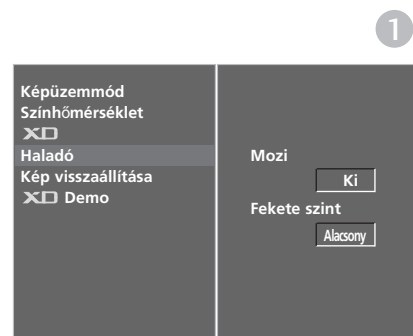 1
Képüzemmód
Színhőmérséklet
XD
Haladó
Kép visszaállítása
XD Demo
Mozi
Ki
Fekete szint
Alacsony